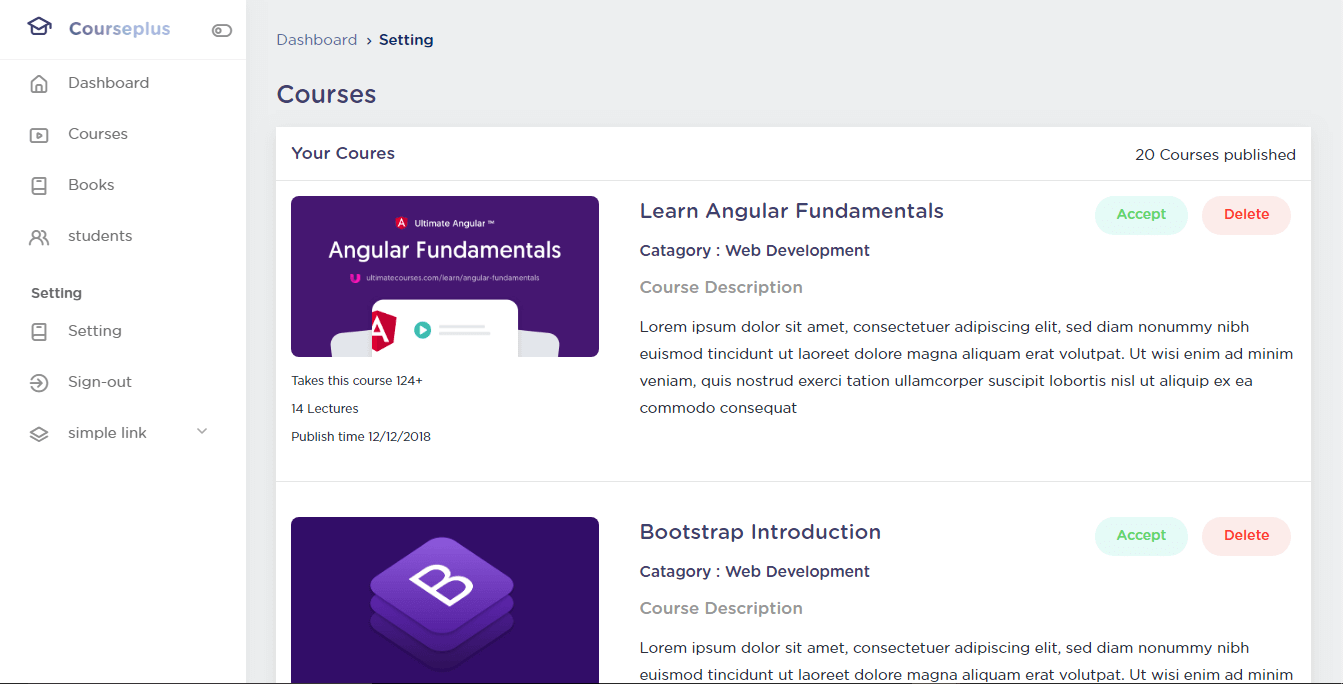 Courseplus
Dashboard
Courses
Books
students
Setting
Setting
Sign-out
simple link
Dashboard › Setting
Courses
Your Coures
20 Courses published
Ultimate Angular ™
Angular Fundamentals
ultimatecourses.com/learn/angular-fundamentals
Takes this course 124+
14 Lectures
Publish time 12/12/2018
Learn Angular Fundamentals
Accept
Delete
Catagory : Web Development
Course Description
Lorem ipsum dolor sit amet, consectetuer adipiscing elit, sed diam nonummy nibh
euismod tincidunt ut laoreet dolore magna aliquam erat volutpat. Ut wisi enim ad minim
veniam, quis nostrud exerci tation ullamcorper suscipit lobortis nisl ut aliquip ex ea
commodo consequat
B
Bootstrap Introduction
Accept
Delete
Catagory : Web Development
Course Description
Lorem ipsum dolor sit amet, consectetuer adipiscing elit, sed diam nonummy nibh
euismod tincidunt ut laoreet dolore magna aliquam erat volutpat. Ut wisi enim ad minim